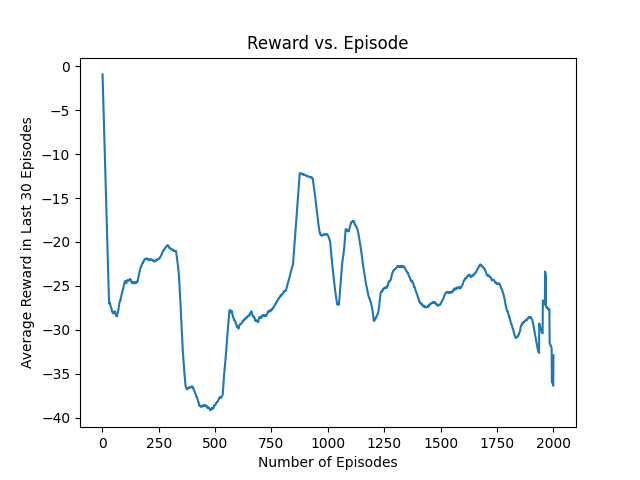 Reward vs. Episode
Average Reward in Last 30 Episodes
0
−5
−10
−15
−20
−25
−30
−35
−40
0 250 500 750 1000 1250 1500 1750 2000
Number of Episodes